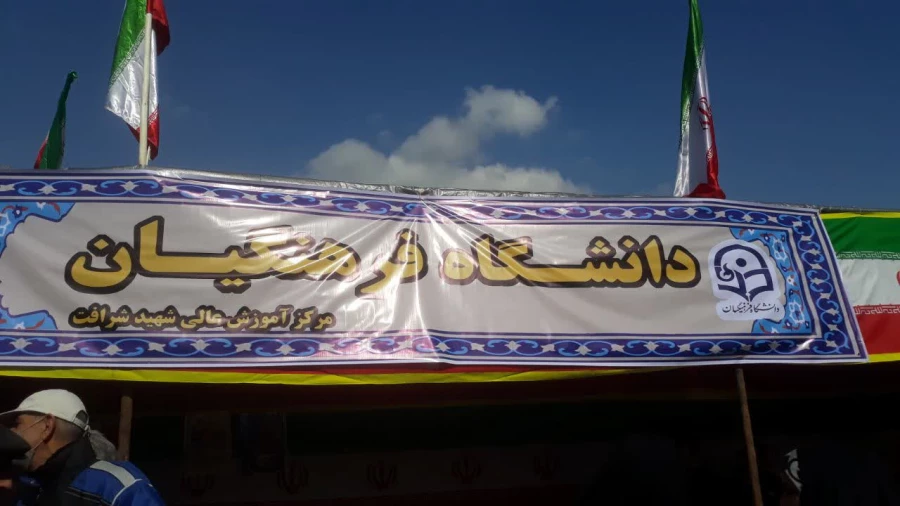 دانشگاه فرهنگیان
مرکز آموزش عالی شهید شرافت
دانشگاه فرهنگیان